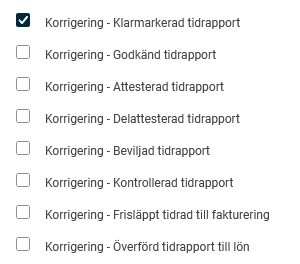 Korrigering - Klarmarkerad tidrapport
Korrigering - Godkänd tidrapport
Korrigering - Attesterad tidrapport
Korrigering - Delattesterad tidrapport
Korrigering - Beviljad tidrapport
Korrigering - Kontrollerad tidrapport
Korrigering - Frisläppt tidrad till fakturering
Korrigering - Överförd tidrapport till lön